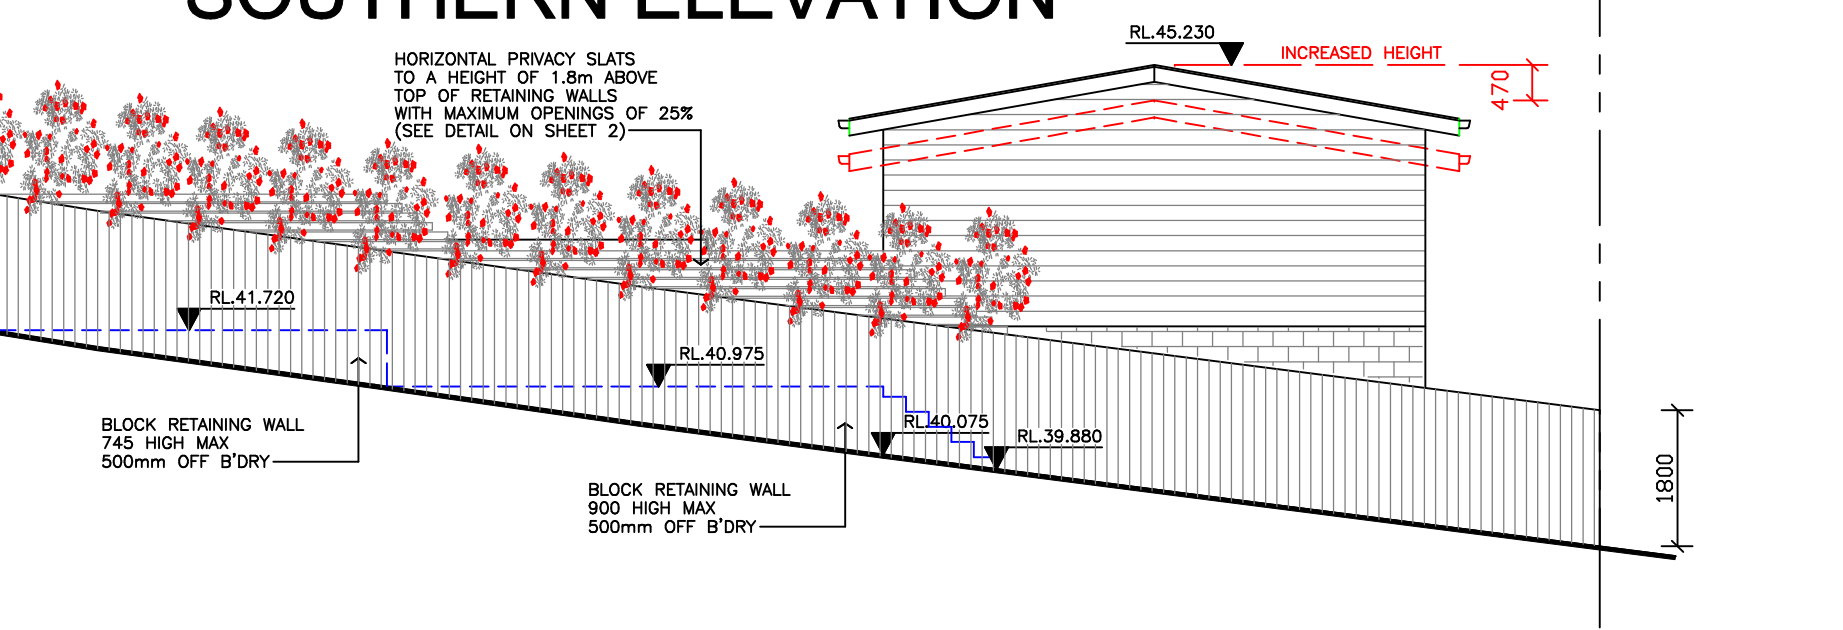 SOUTHERN ELEVATION
HORIZONTAL PRIVACY SLATS
TO A HEIGHT OF 1.8m ABOVE
TOP OF RETAINING WALLS
WITH MAXIMUM OPENINGS OF 25%
(SEE DETAIL ON SHEET 2)
RL.45.230
INCREASED HEIGHT
470
RL.41.720
RL.40.975
RL.40.075
RL.39.880
BLOCK RETAINING WALL
745 HIGH MAX
500mm OFF B'DRY
BLOCK RETAINING WALL
900 HIGH MAX
500mm OFF B'DRY
1800